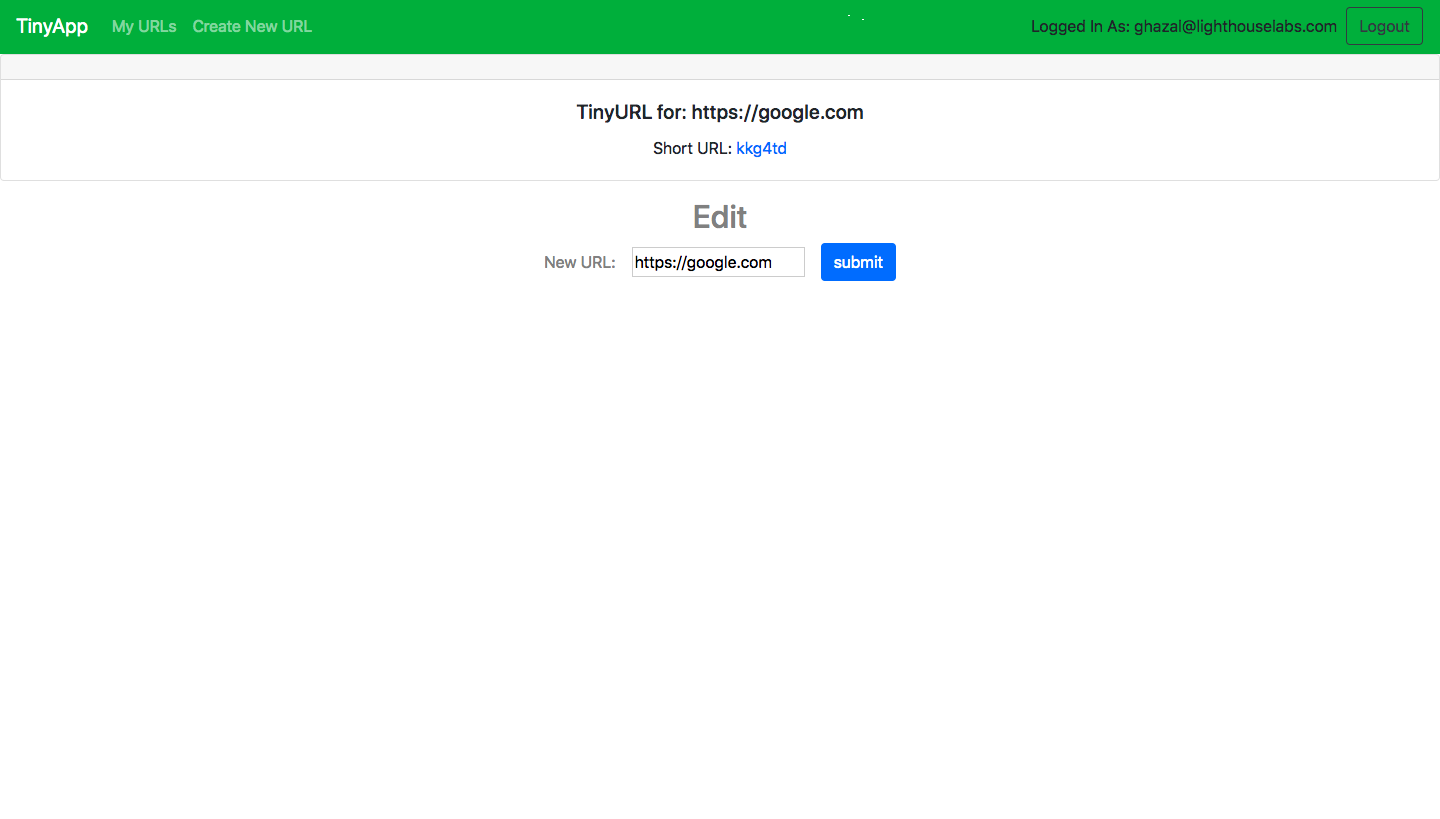 TinyApp My URLs Create New URL Logged In As: ghazal@lighthouselabs.com Logout
TinyURL for: https://google.com
Short URL: kkg4td
Edit
New URL: https://google.com submit